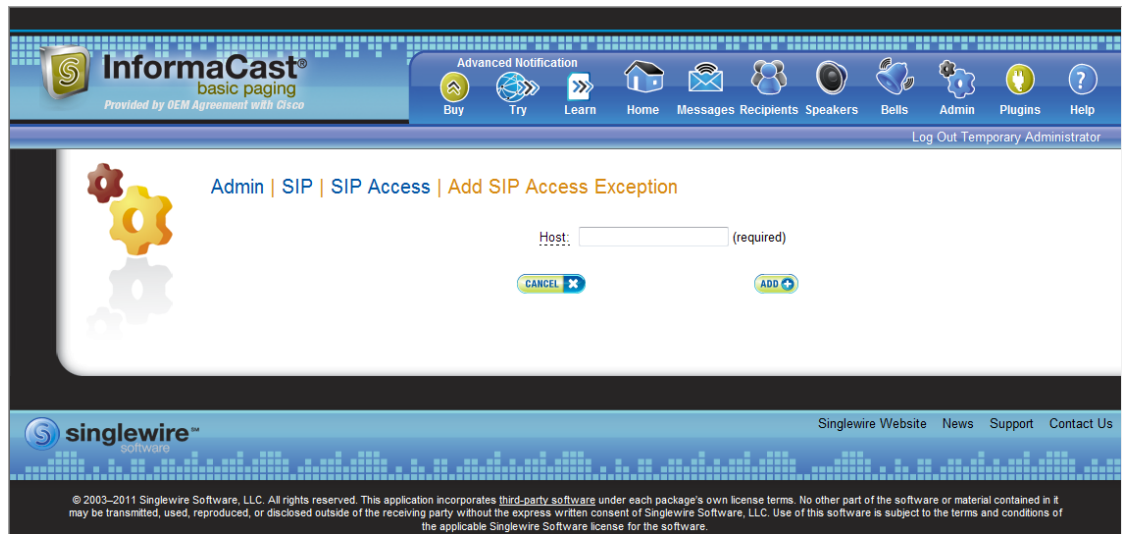 InformaCast®
basic paging
Provided by OEM Agreement with Cisco
Advanced Notification
Buy Try Learn Home Messages Recipients Speakers Bells Admin Plugins Help
Log Out Temporary Administrator
Admin | SIP | SIP Access | Add SIP Access Exception
Host: (required)
CANCEL ADD
singlewire℠
software
Singlewire Website News Support Contact Us
© 2003–2011 Singlewire Software, LLC. All rights reserved. This application incorporates third-party software under each package's own license terms. No other part of the software or material contained in it
may be transmitted, used, reproduced, or disclosed outside of the receiving party without the express written consent of Singlewire Software, LLC. Use of this software is subject to the terms and conditions of
the applicable Singlewire Software license for the software.